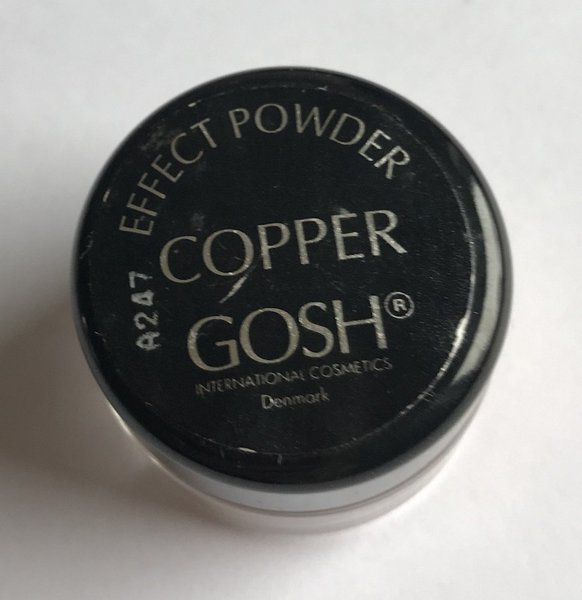 EFFECT POWDER
COPPER
GOSH®
INTERNATIONAL COSMETICS
Denmark
A247